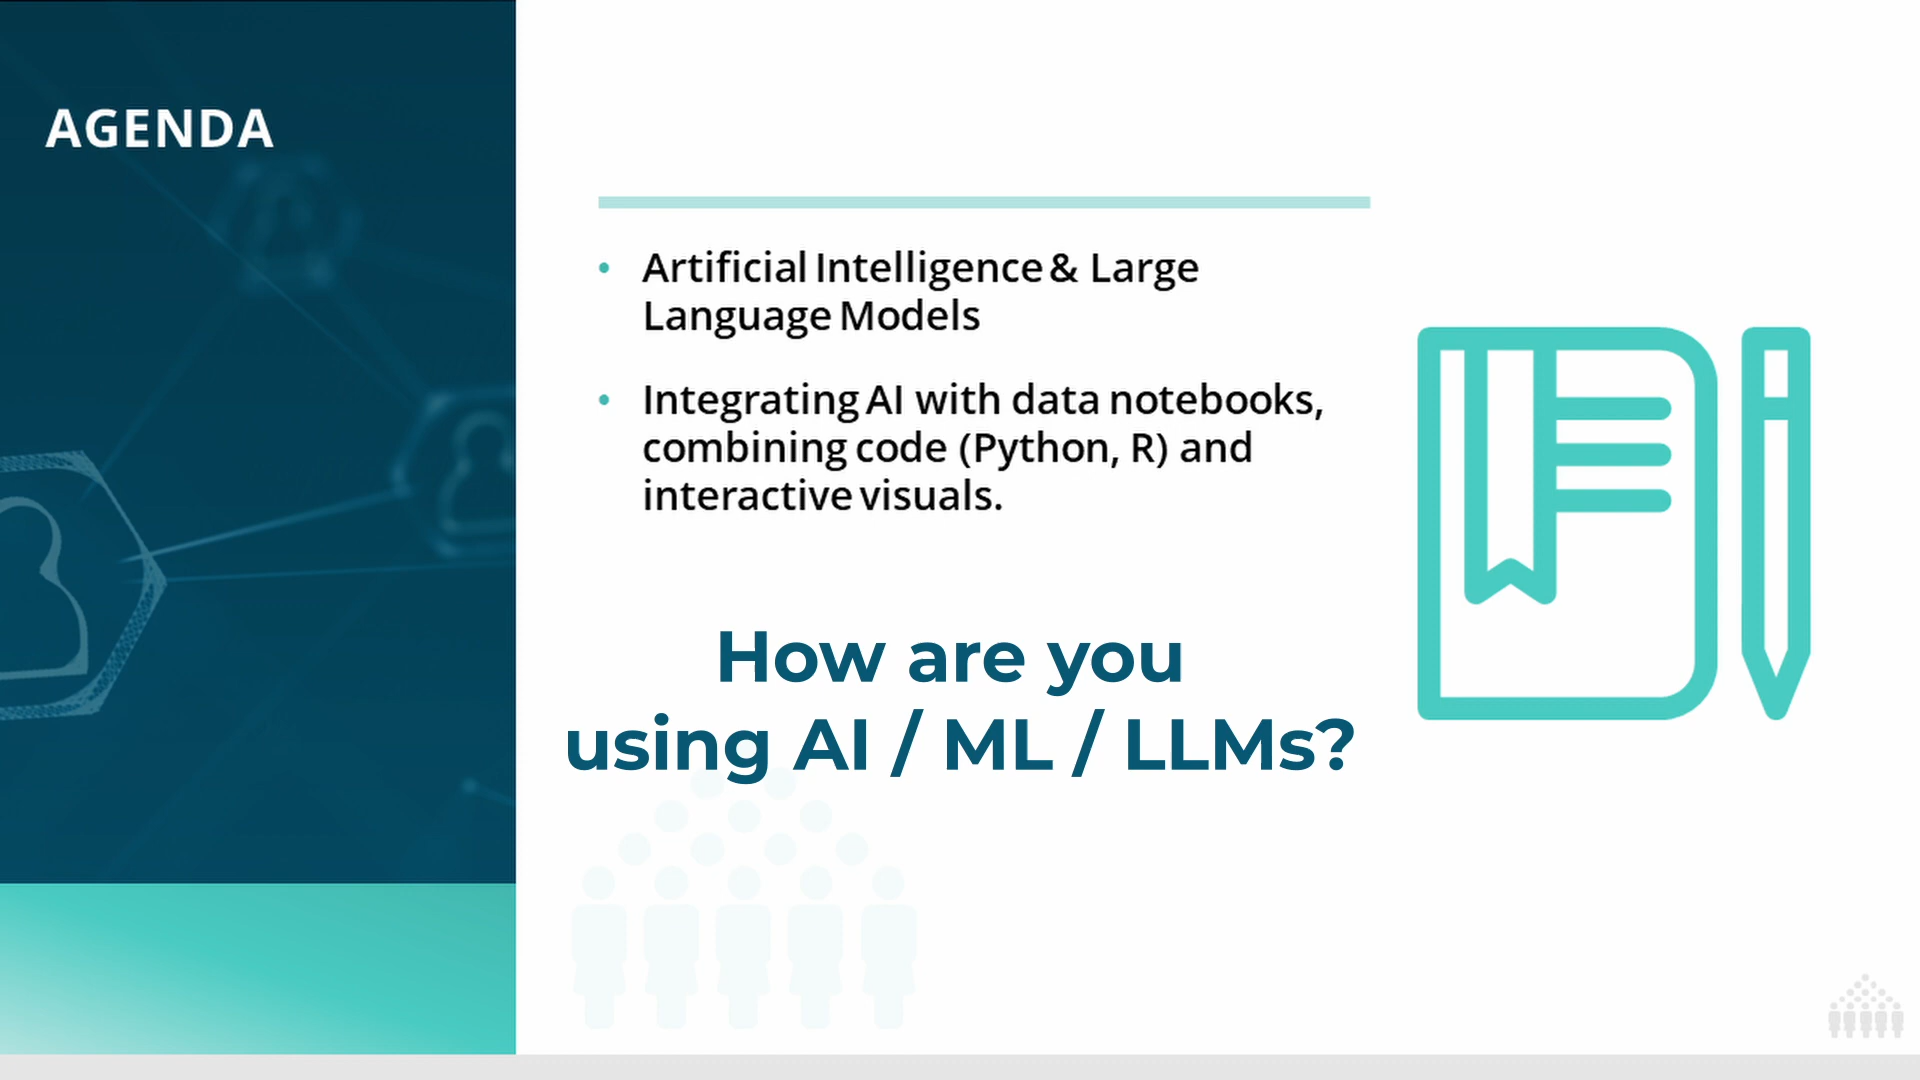 AGENDA
• Artificial Intelligence & Large
Language Models
• Integrating AI with data notebooks,
combining code (Python, R) and
interactive visuals.
How are you
using AI / ML / LLMs?